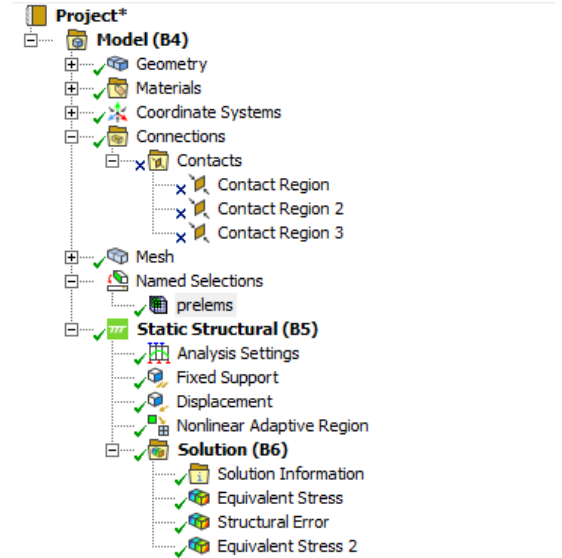 Project*
Model (B4)
Geometry
Materials
Coordinate Systems
Connections
Contacts
Contact Region
Contact Region 2
Contact Region 3
Mesh
Named Selections
prelems
Static Structural (B5)
Analysis Settings
Fixed Support
Displacement
Nonlinear Adaptive Region
Solution (B6)
Solution Information
Equivalent Stress
Structural Error
Equivalent Stress 2